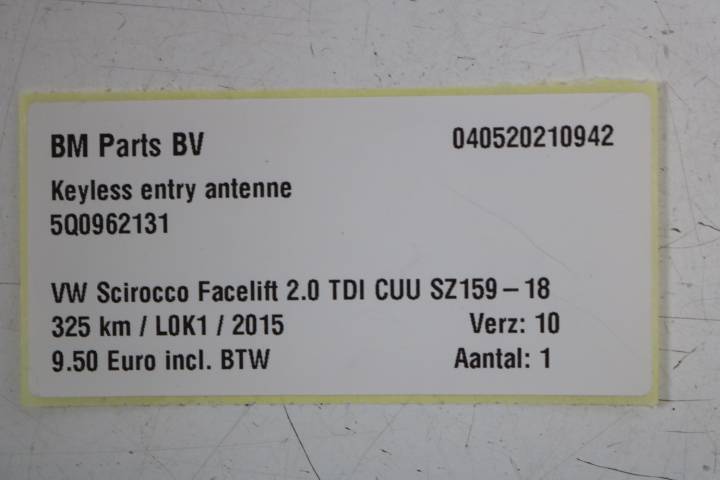 BM Parts BV 040520210942
Keyless entry antenne
5Q0962131
VW Scirocco Facelift 2.0 TDI CUU SZ159-18
325 km / L0K1 / 2015 Verz: 10
9.50 Euro incl. BTW Aantal: 1